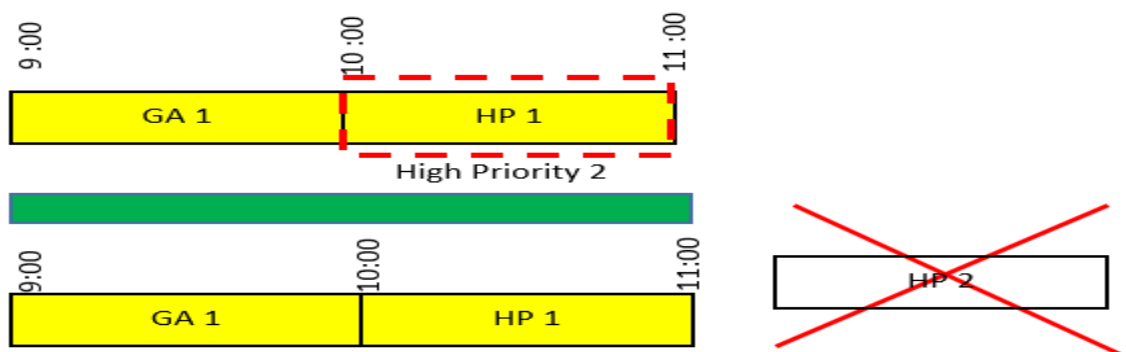 9 :00
10 :00
11 :00
GA 1
HP 1
High Priority 2
9:00
10:00
11:00
HP 2
GA 1
HP 1